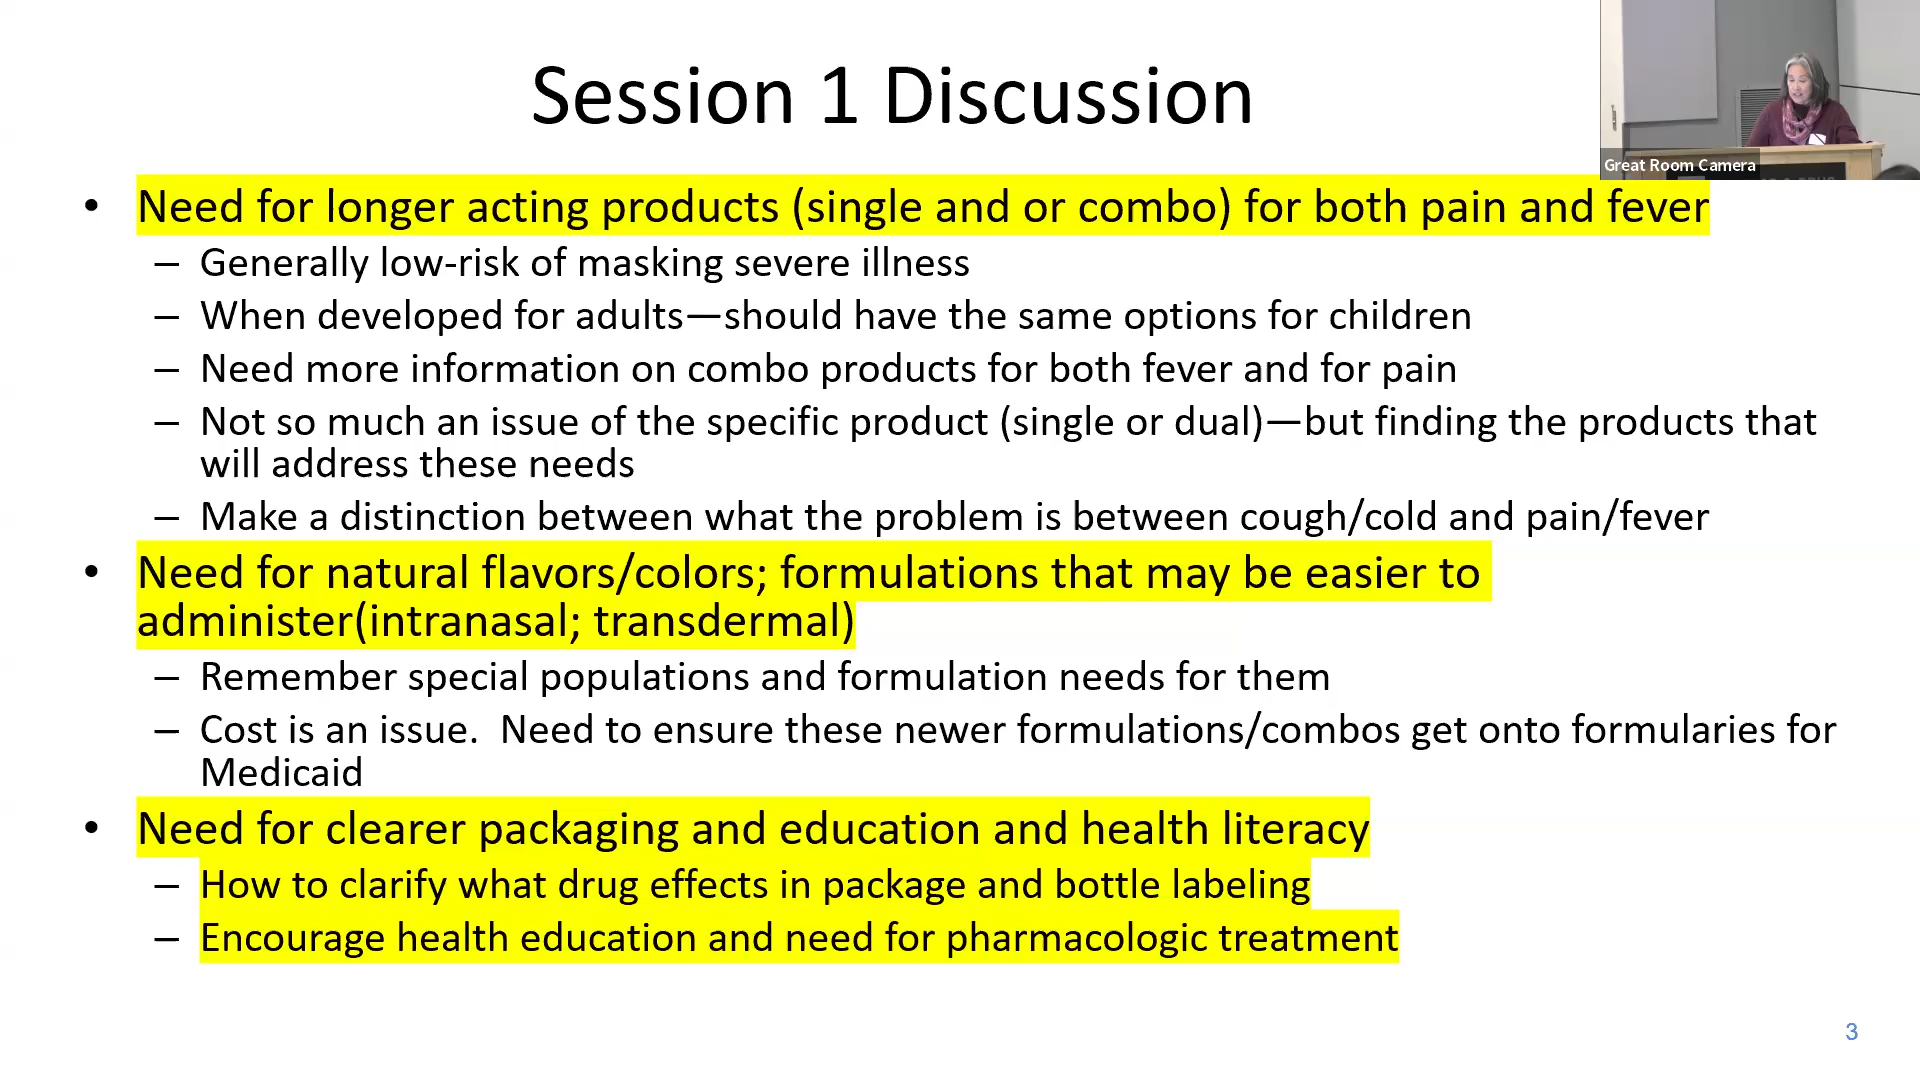 Session 1 Discussion
Great Room Camera
• Need for longer acting products (single and or combo) for both pain and fever
– Generally low-risk of masking severe illness
– When developed for adults—should have the same options for children
– Need more information on combo products for both fever and for pain
– Not so much an issue of the specific product (single or dual)—but finding the products that
will address these needs
– Make a distinction between what the problem is between cough/cold and pain/fever
• Need for natural flavors/colors; formulations that may be easier to
administer(intranasal; transdermal)
– Remember special populations and formulation needs for them
– Cost is an issue.  Need to ensure these newer formulations/combos get onto formularies for
Medicaid
• Need for clearer packaging and education and health literacy
– How to clarify what drug effects in package and bottle labeling
– Encourage health education and need for pharmacologic treatment
3